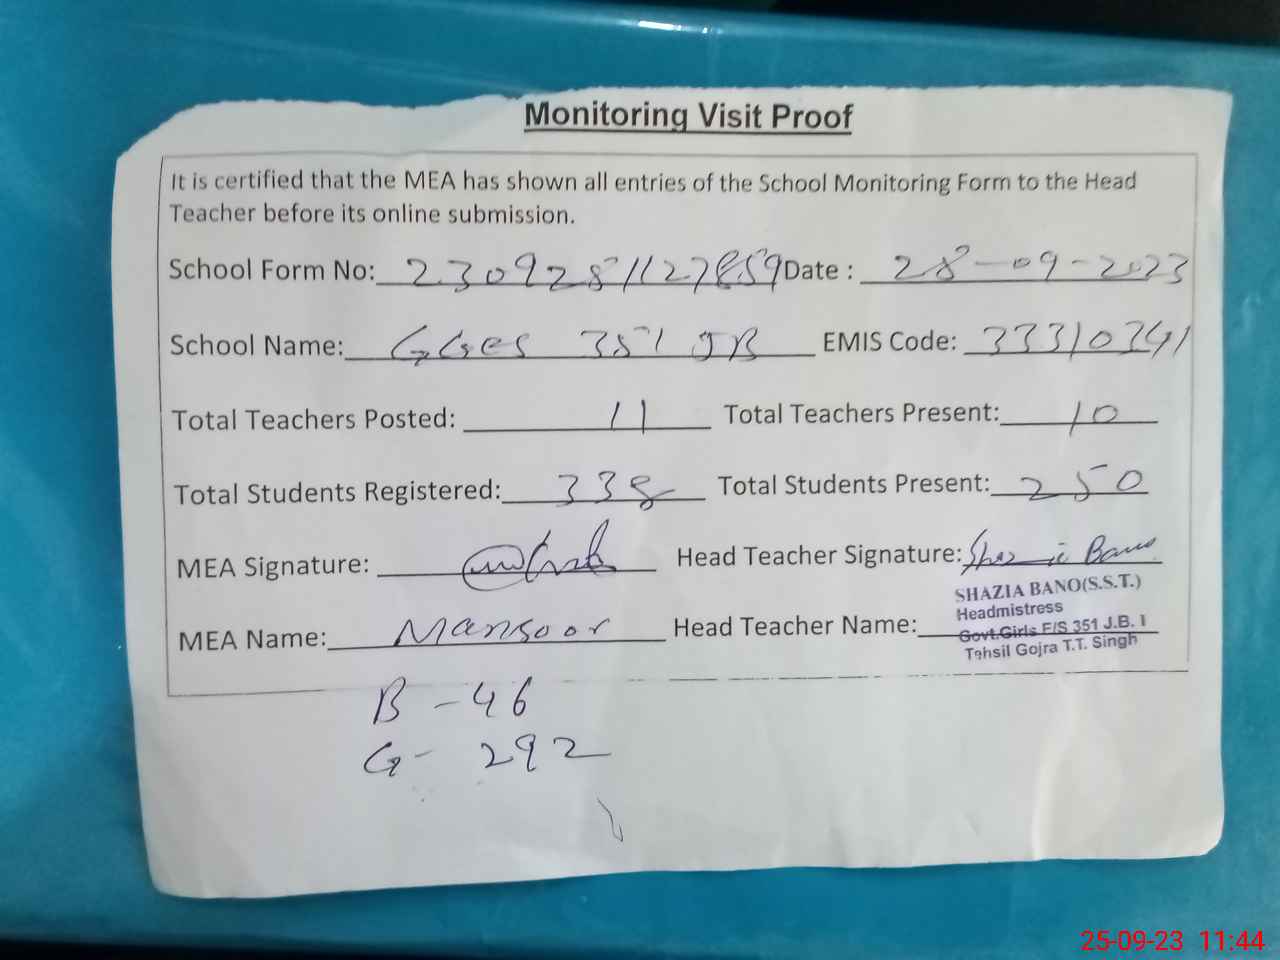 Monitoring Visit Proof
It is certified that the MEA has shown all entries of the School Monitoring Form to the Head
Teacher before its online submission.
School Form No: 2309281127859 Date : 28-09-2023
School Name: GGES 351 JB EMIS Code: 33310341
Total Teachers Posted: 11 Total Teachers Present: 10
Total Students Registered: 338 Total Students Present: 250
MEA Signature: Head Teacher Signature: Shazia Bano
MEA Name: Mansoor Head Teacher Name:
SHAZIA BANO(S.S.T.)
Headmistress
Govt.Girls E/S 351 J.B. I
Tehsil Gojra T.T. Singh
B - 46
G - 292
25-09-23 11:44